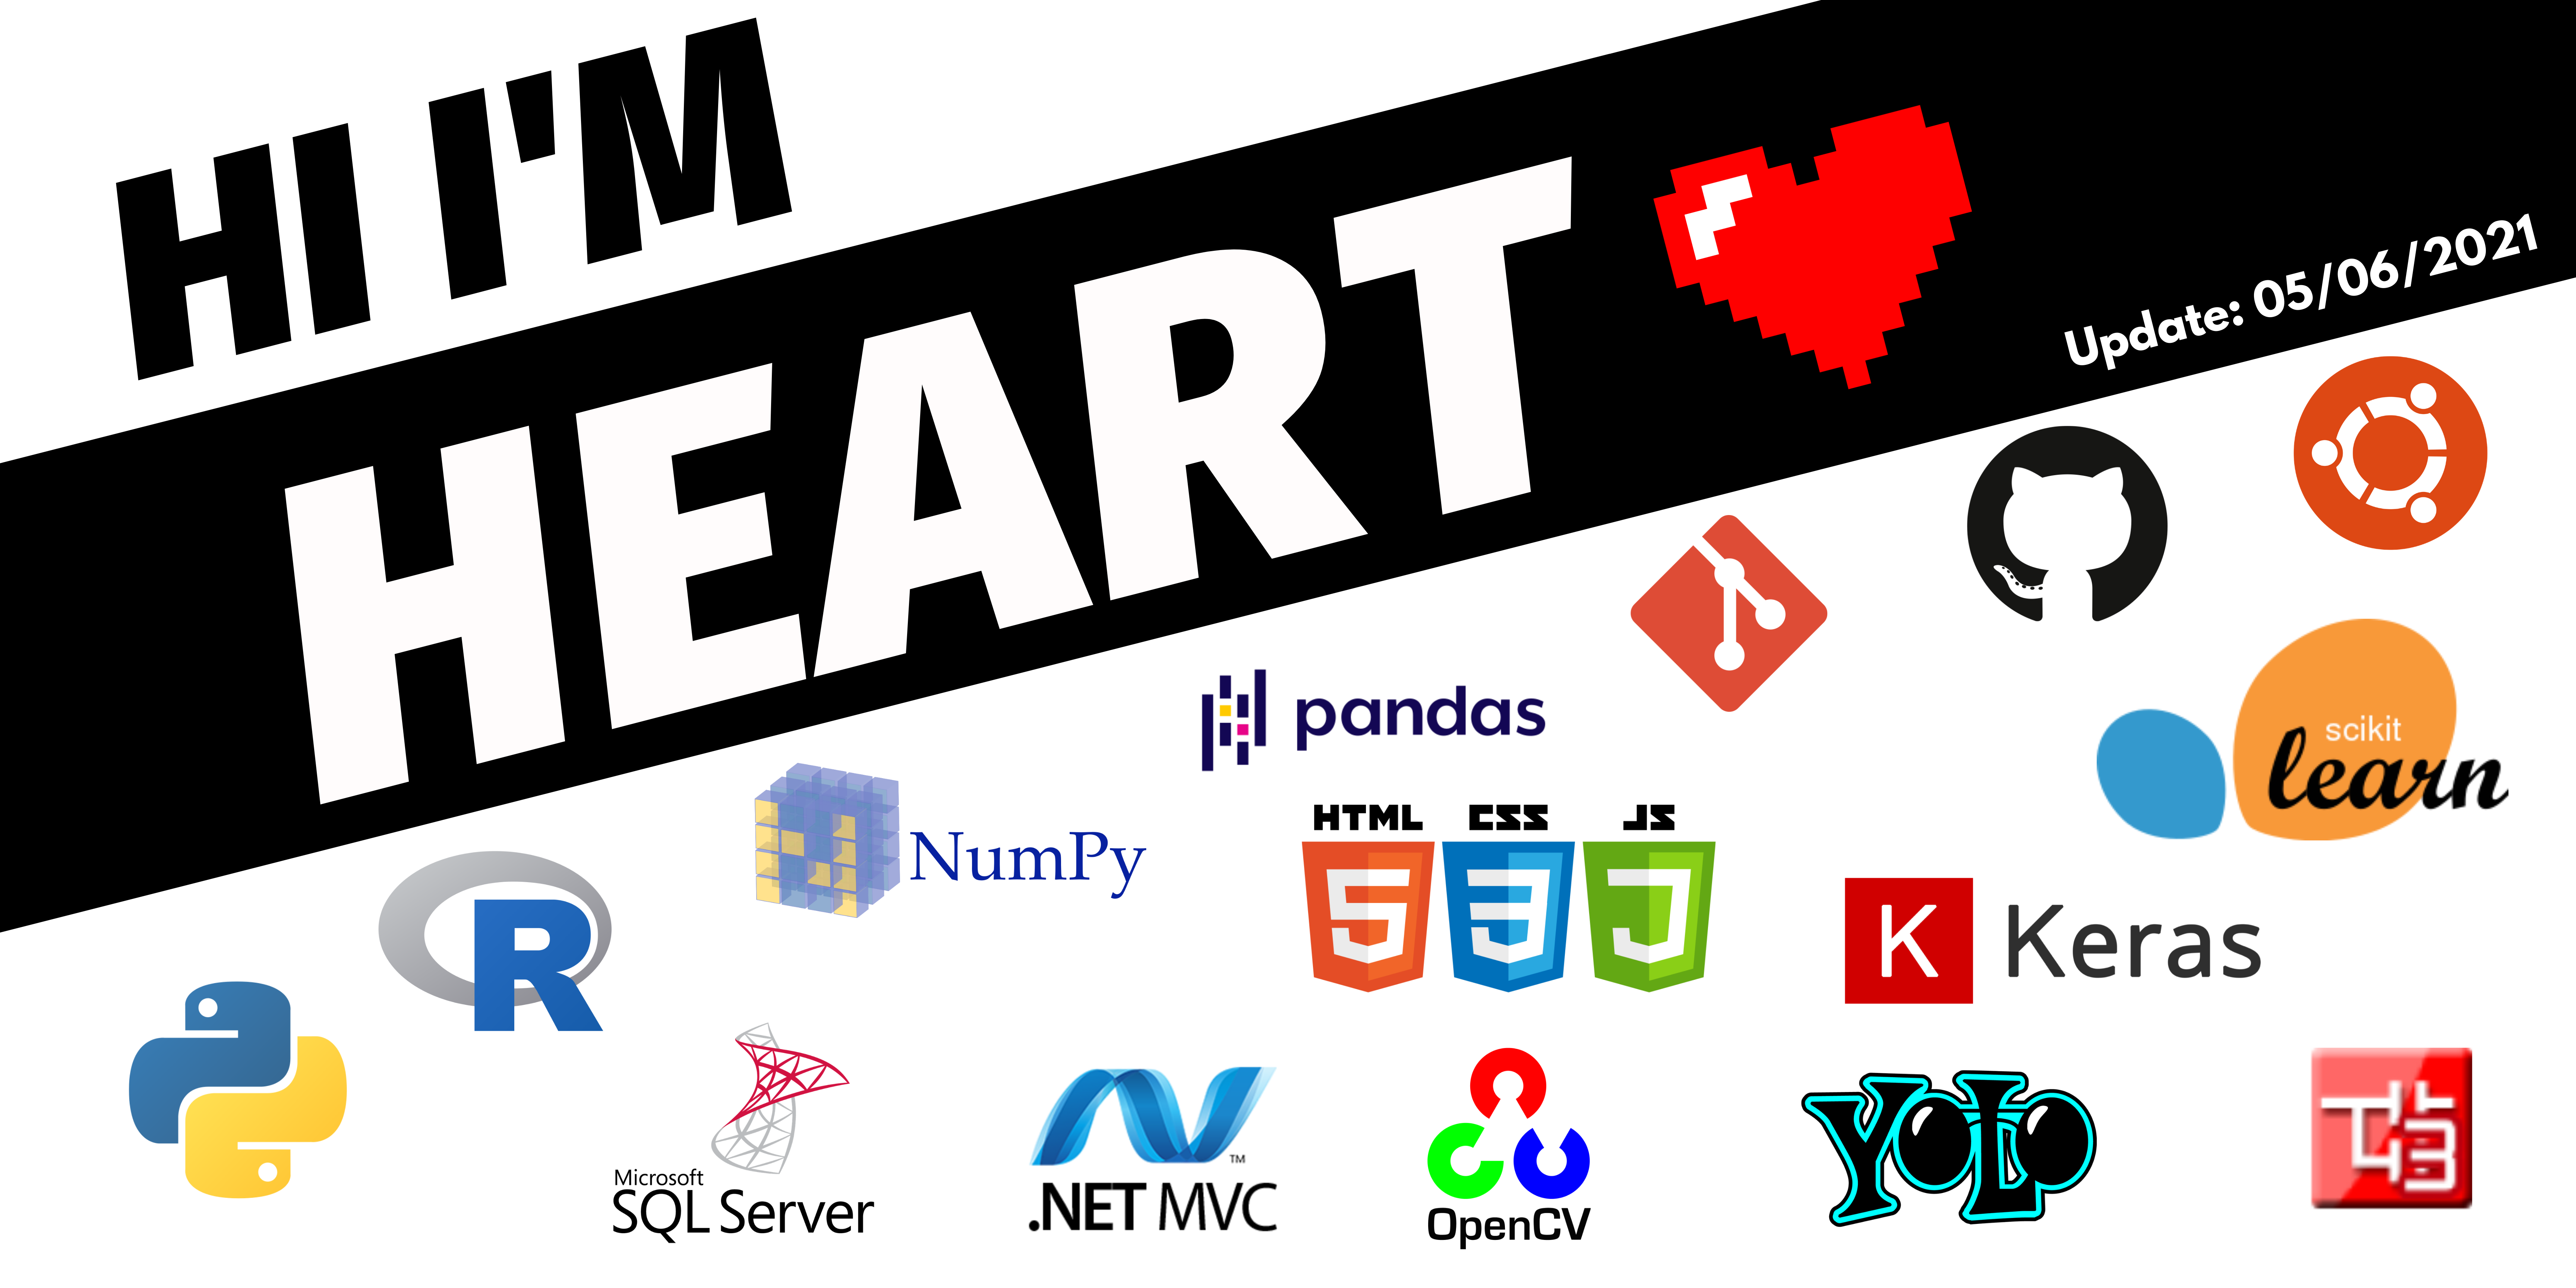 HI I'M
HEART
Update: 05/06/2021
pandas
scikit
learn
NumPy
HTML CSS JS
R
K Keras
Microsoft
SQL Server
TM
.NET MVC
OpenCV
YOLO